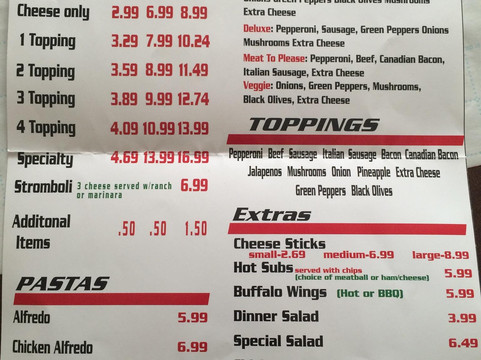 Cheese only 2.99 6.99 8.99
1 Topping 3.29 7.99 10.24
2 Topping 3.59 8.99 11.49
3 Topping 3.89 9.99 12.74
4 Topping 4.09 10.99 13.99
Specialty 4.69 13.99 16.99
Stromboli 3 cheese served w/ranch or marinara 6.99
Additonal Items .50 .50 1.50
PASTAS
Alfredo 5.99
Chicken Alfredo 6.99
Onions Green Peppers Black Olives Mushrooms
Extra Cheese
Deluxe: Pepperoni, Sausage, Green Peppers Onions
Mushrooms Extra Cheese
Meat To Please: Pepperoni, Beef, Canadian Bacon,
Italian Sausage, Extra Cheese
Veggie: Onions, Green Peppers, Mushrooms,
Black Olives, Extra Cheese
TOPPINGS
Pepperoni Beef Sausage Italian Sausage Bacon Canadian Bacon
Jalapenos Mushrooms Onion Pineapple Extra Cheese
Green Peppers Black Olives
Extras
Cheese Sticks
small-2.69 medium-6.99 large-8.99
Hot Subs served with chips
(choice of meatball or ham/cheese) 5.99
Buffalo Wings (Hot or BBQ) 5.99
Dinner Salad 3.99
Special Salad 6.49